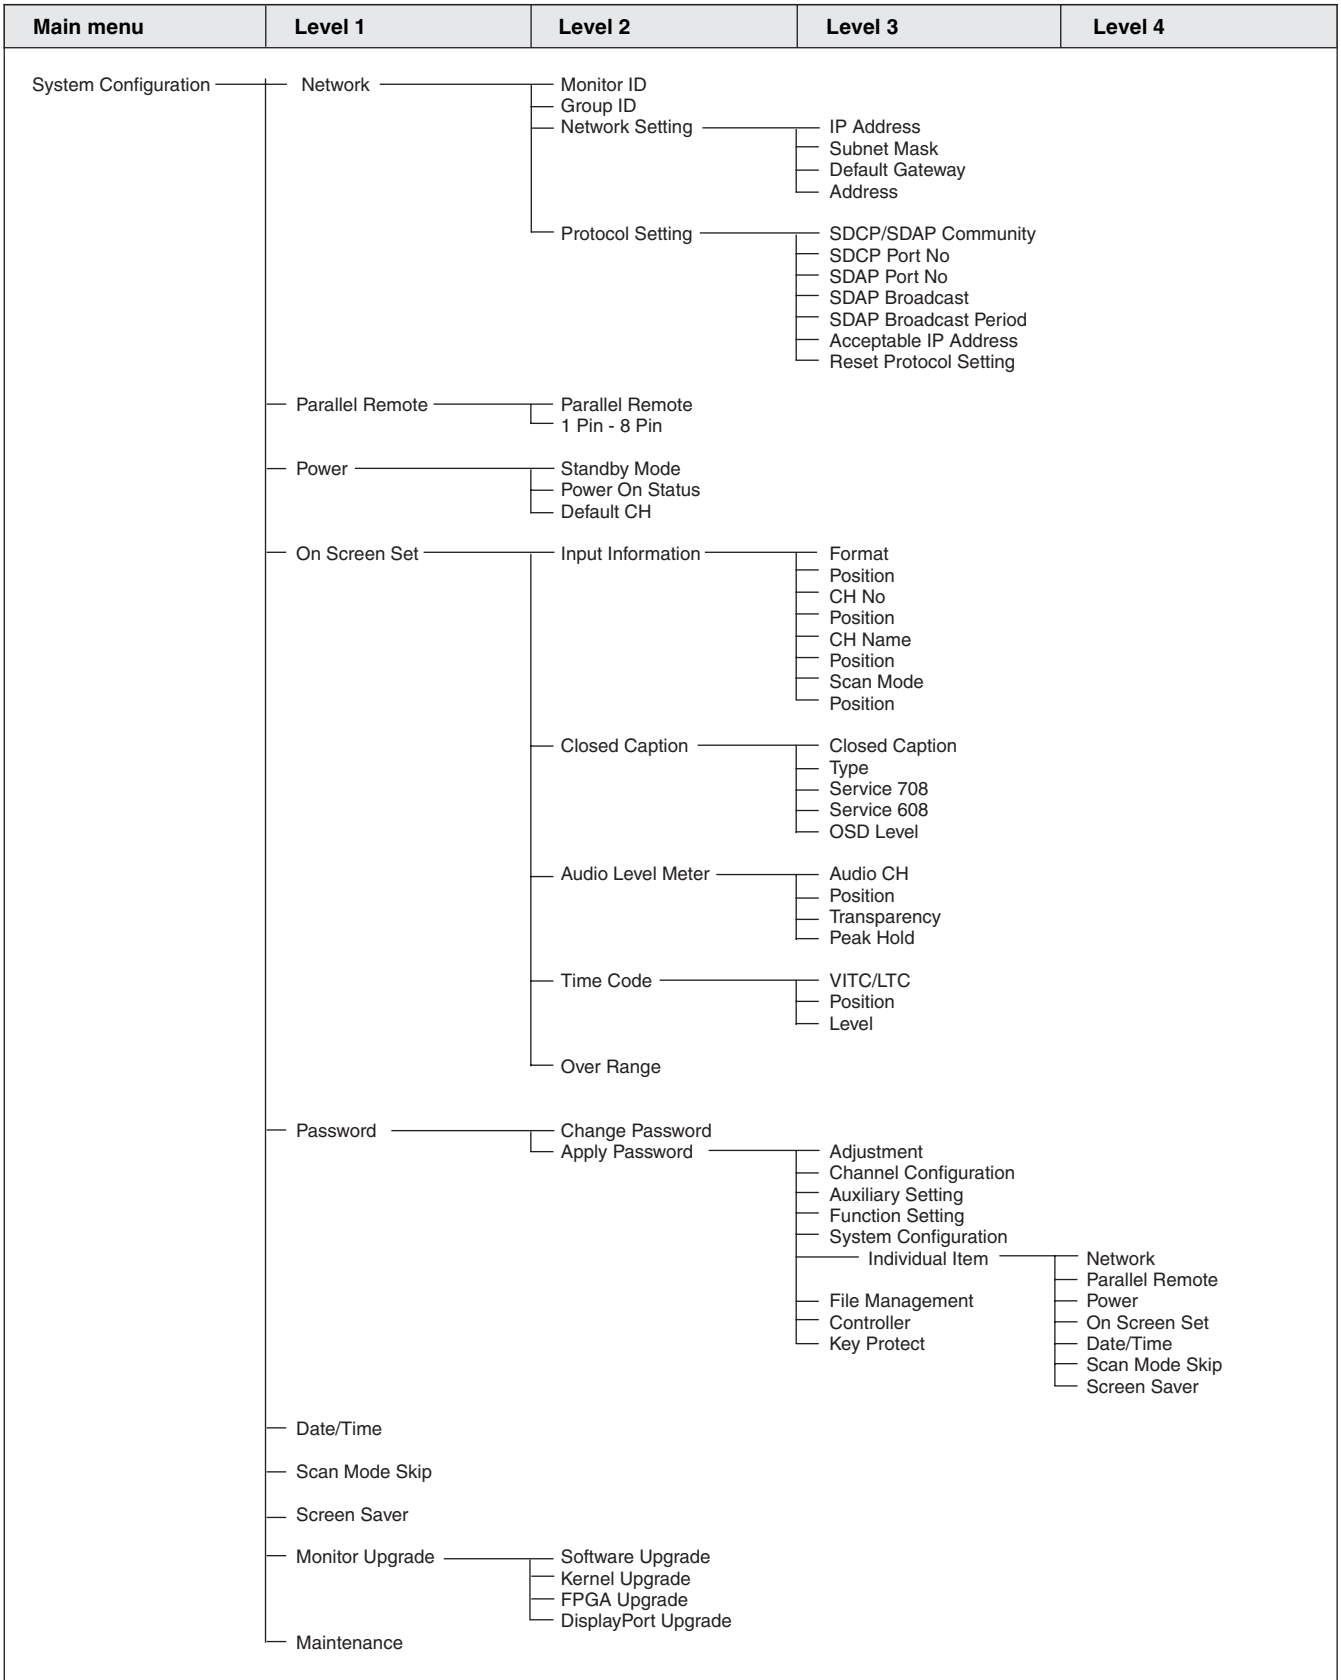 Main menu Level 1 Level 2 Level 3 Level 4
System Configuration Network Monitor ID
Group ID
Network Setting IP Address
Subnet Mask
Default Gateway
Address
Protocol Setting SDCP/SDAP Community
SDCP Port No
SDAP Port No
SDAP Broadcast
SDAP Broadcast Period
Acceptable IP Address
Reset Protocol Setting
Parallel Remote Parallel Remote
1 Pin - 8 Pin
Power Standby Mode
Power On Status
Default CH
On Screen Set Input Information Format
Position
CH No
Position
CH Name
Position
Scan Mode
Position
Closed Caption Closed Caption
Type
Service 708
Service 608
OSD Level
Audio Level Meter Audio CH
Position
Transparency
Peak Hold
Time Code VITC/LTC
Position
Level
Over Range
Password Change Password
Apply Password Adjustment
Channel Configuration
Auxiliary Setting
Function Setting
System Configuration
Individual Item Network
Parallel Remote
File Management Power
Controller On Screen Set
Key Protect Date/Time
Scan Mode Skip
Screen Saver
Date/Time
Scan Mode Skip
Screen Saver
Monitor Upgrade Software Upgrade
Kernel Upgrade
FPGA Upgrade
DisplayPort Upgrade
Maintenance